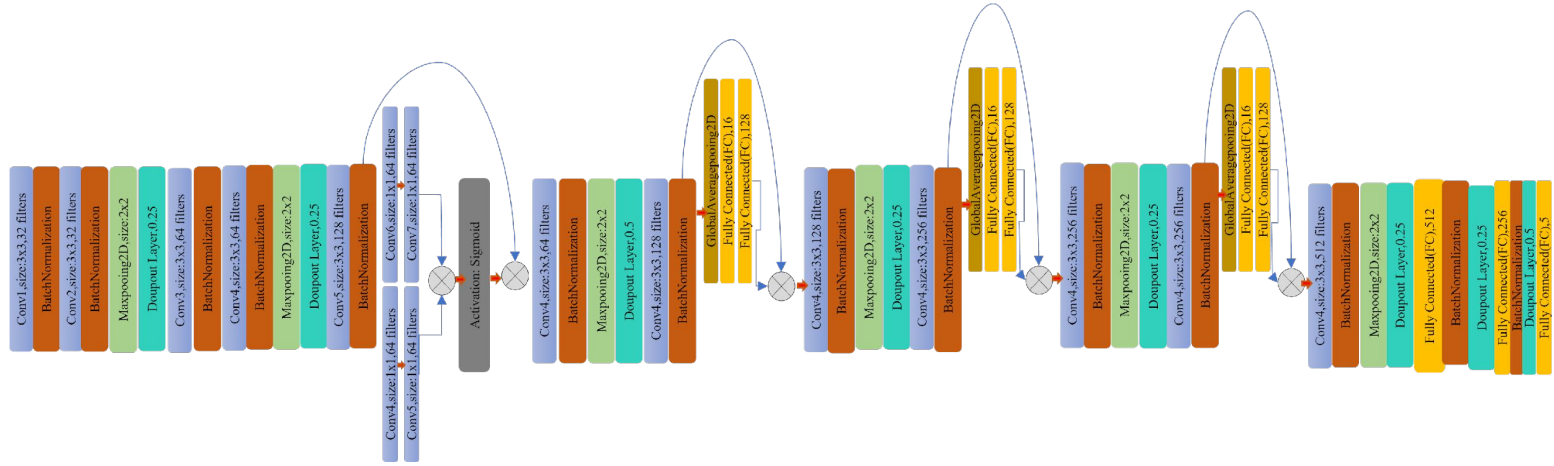 Conv1,size:3x3,32 filters
BatchNormalization
Conv2,size:3x3,32 filters
BatchNormalization
Maxpooing2D,size:2x2
Doupout Layer,0.25
Conv3,size:3x3,64 filters
BatchNormalization
Conv4,size:3x3,64 filters
BatchNormalization
Maxpooing2D,size:2x2
Doupout Layer,0.25
Conv5,size:3x3,128 filters
BatchNormalization
Conv6,size:1x1,64 filters
Conv7,size:1x1,64 filters
Conv4,size:1x1,64 filters
Conv5,size:1x1,64 filters
Activation: Sigmoid
Conv4,size:3x3,64 filters
BatchNormalization
Maxpooing2D,size:2x2
Doupout Layer,0.5
Conv4,size:3x3,128 filters
BatchNormalization
GlobalAveragepooing2D
Fully Connected(FC),16
Fully Connected(FC),128
Conv4,size:3x3,128 filters
BatchNormalization
Maxpooing2D,size:2x2
Doupout Layer,0.25
Conv4,size:3x3,256 filters
BatchNormalization
GlobalAveragepooing2D
Fully Connected(FC),16
Fully Connected(FC),128
Conv4,size:3x3,256 filters
BatchNormalization
Maxpooing2D,size:2x2
Doupout Layer,0.25
Conv4,size:3x3,256 filters
BatchNormalization
GlobalAveragepooing2D
Fully Connected(FC),16
Fully Connected(FC),128
Conv4,size:3x3,512 filters
BatchNormalization
Maxpooing2D,size:2x2
Doupout Layer,0.25
Fully Connected(FC),512
BatchNormalization
Doupout Layer,0.25
Fully Connected(FC),256
BatchNormalization
Doupout Layer,0.5
Fully Connected(FC),5